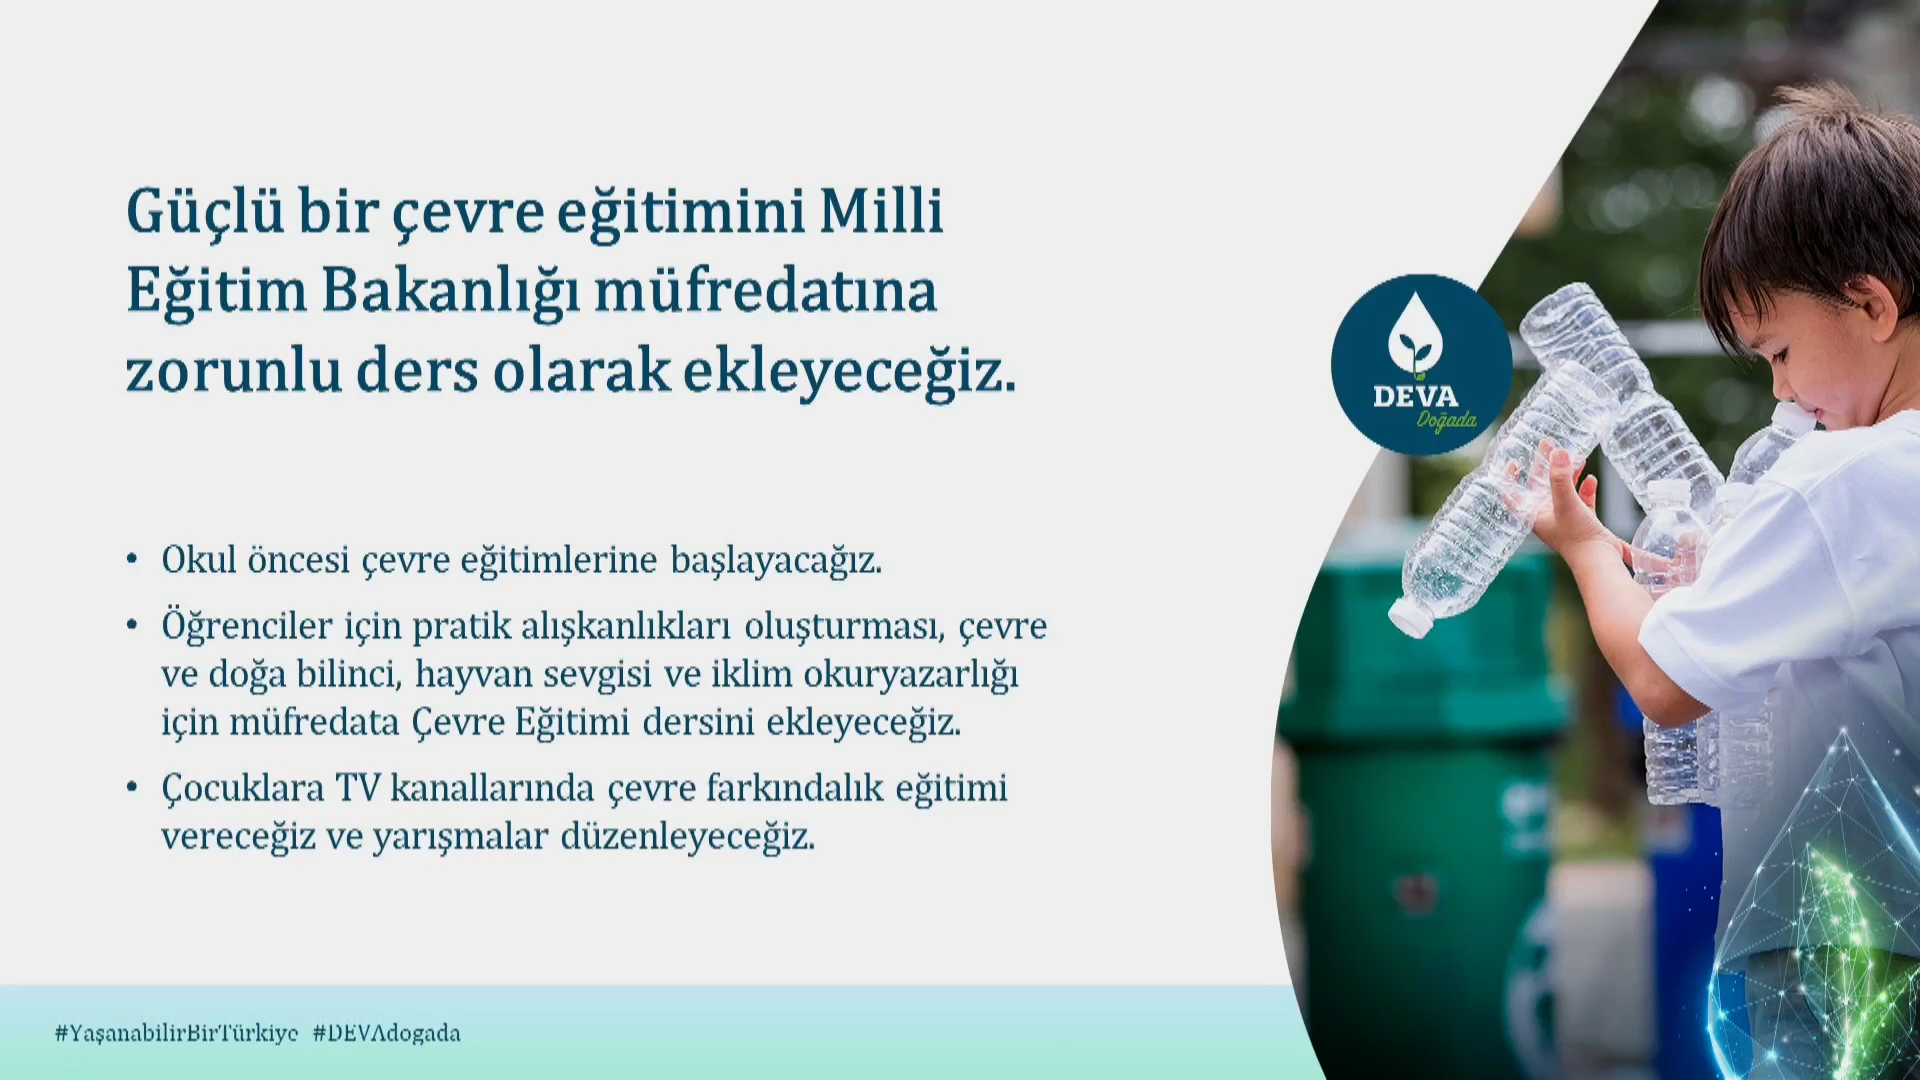 Güçlü bir çevre eğitimini Milli
Eğitim Bakanlığı müfredatına
zorunlu ders olarak ekleyeceğiz.
DEVA
Doğada
• Okul öncesi çevre eğitimlerine başlayacağız.
• Öğrenciler için pratik alışkanlıkları oluşturması, çevre
ve doğa bilinci, hayvan sevgisi ve iklim okuryazarlığı
için müfredata Çevre Eğitimi dersini ekleyeceğiz.
• Çocuklara TV kanallarında çevre farkındalık eğitimi
vereceğiz ve yarışmalar düzenleyeceğiz.
#YaşanabilirBirTürkiye #DEVAdogada